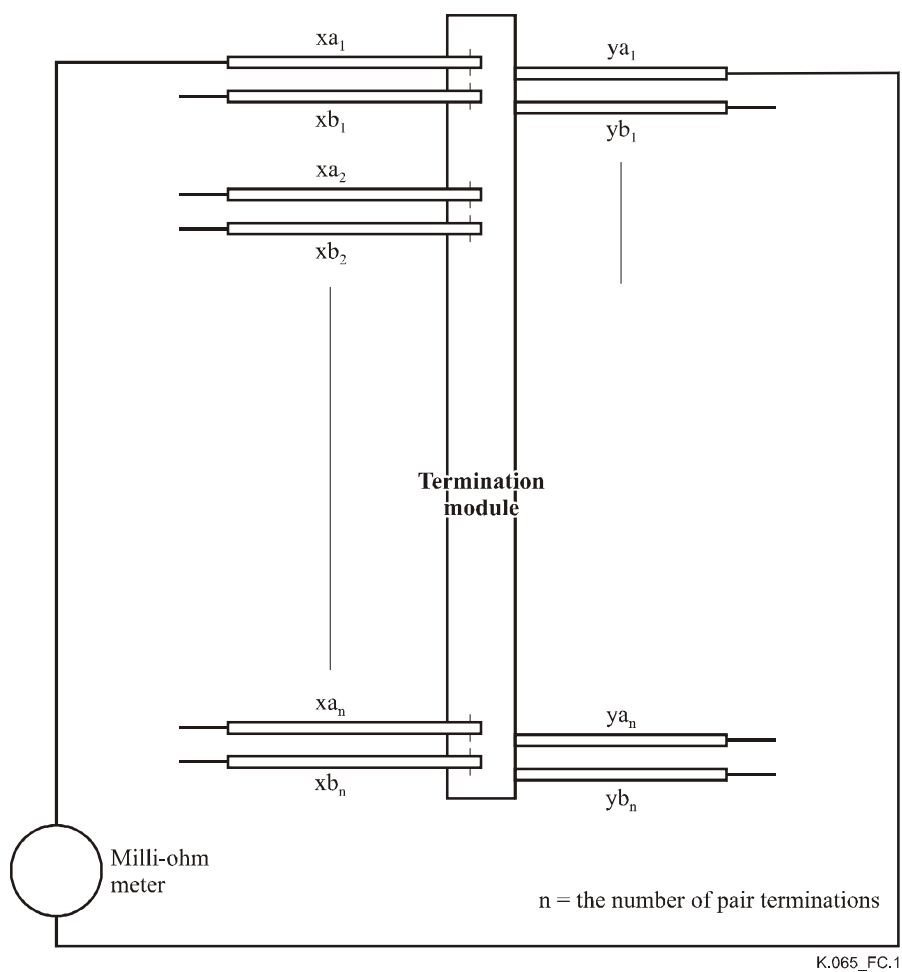 xa₁
ya₁
xb₁
yb₁
xa₂
xb₂
Termination
module
xaₙ
yaₙ
xbₙ
ybₙ
Milli-ohm
meter
n = the number of pair terminations
K.065_FC.1